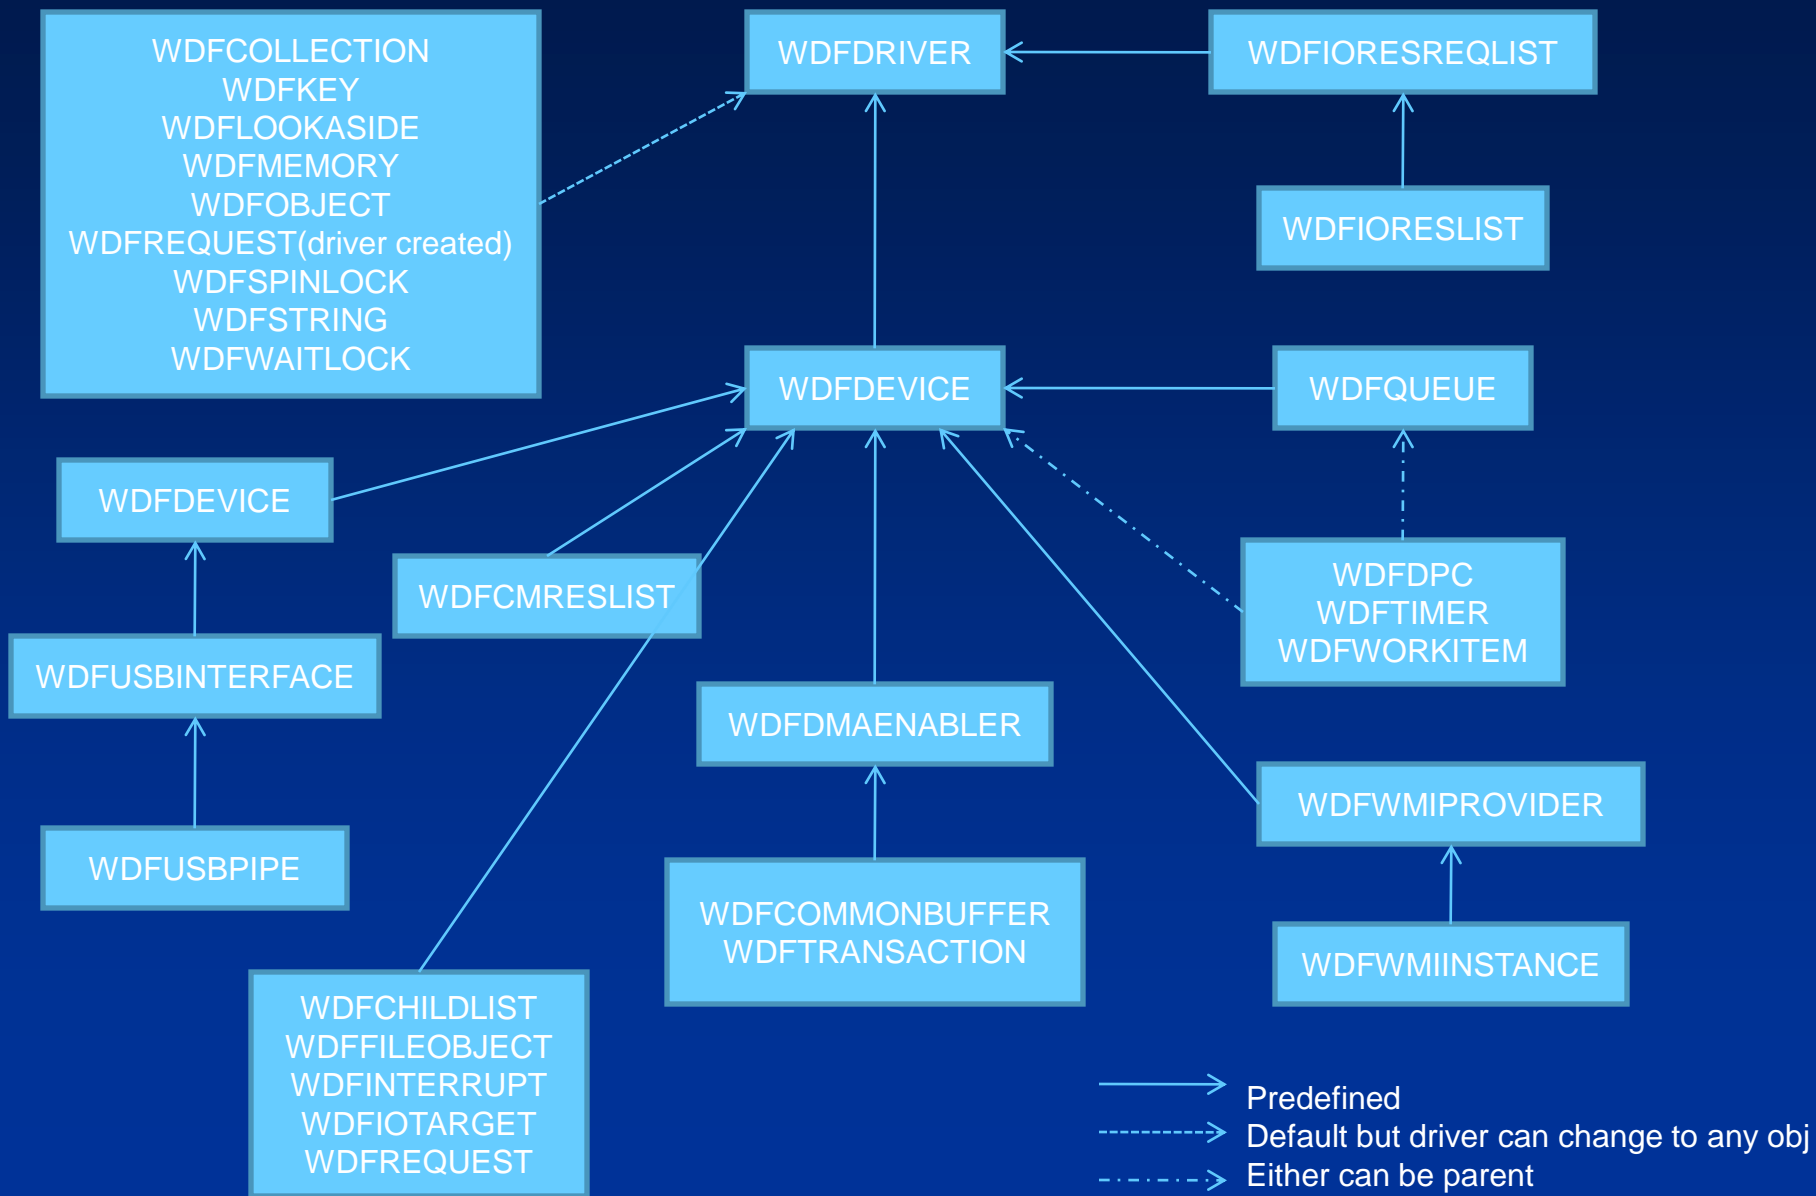 WDFCOLLECTION
WDFKEY
WDFLOOKASIDE
WDFMEMORY
WDFOBJECT
WDFREQUEST(driver created)
WDFSPINLOCK
WDFSTRING
WDFWAITLOCK
WDFDRIVER
WDFIORESREQLIST
WDFIORESLIST
WDFDEVICE
WDFQUEUE
WDFDEVICE
WDFCMRESLIST
WDFDPC
WDFTIMER
WDFWORKITEM
WDFUSBINTERFACE
WDFDMAENABLER
WDFWMIPROVIDER
WDFUSBPIPE
WDFCOMMONBUFFER
WDFTRANSACTION
WDFWMIINSTANCE
WDFCHILDLIST
WDFFILEOBJECT
WDFINTERRUPT
WDFIOTARGET
WDFREQUEST
Predefined
Default but driver can change to any obj
Either can be parent